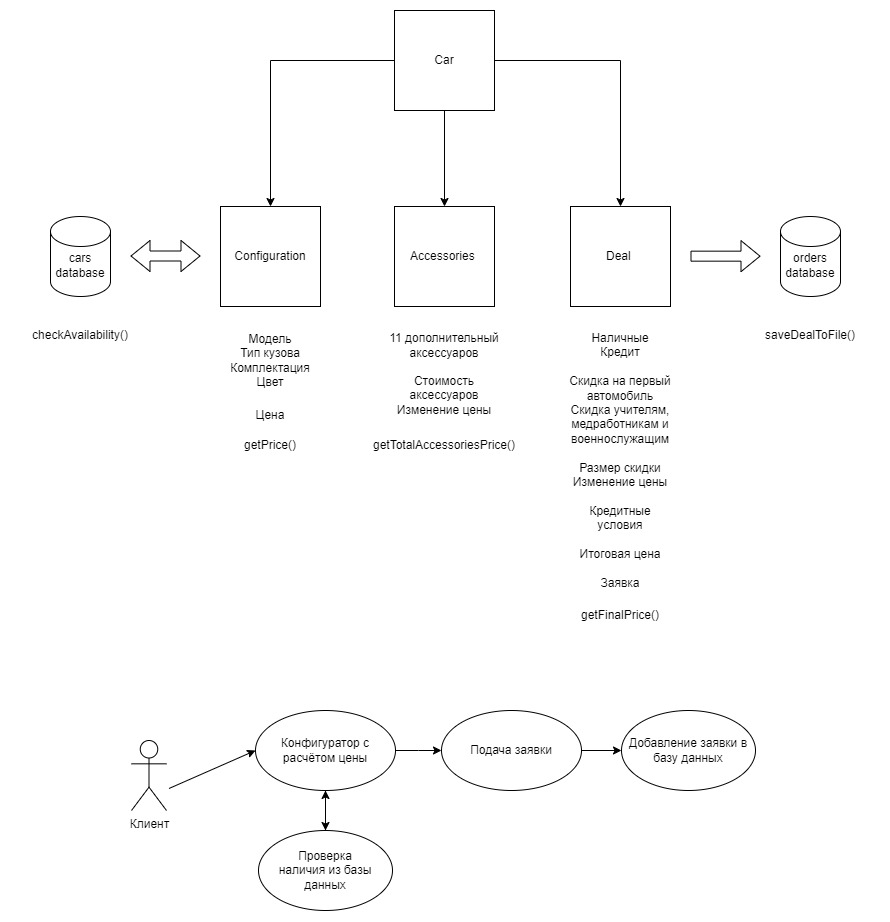 Car
cars
database
Configuration
Accessories
Deal
orders
database
checkAvailability()
Модель
Тип кузова
Комплектация
Цвет
Цена
getPrice()
11 дополнительный
аксессуаров
Стоимость
аксессуаров
Изменение цены
getTotalAccessoriesPrice()
Наличные
Кредит
Скидка на первый
автомобиль
Скидка учителям,
медработникам и
военнослужащим
Размер скидки
Изменение цены
Кредитные
условия
Итоговая цена
Заявка
getFinalPrice()
saveDealToFile()
Клиент
Конфигуратор с
расчётом цены
Подача заявки
Добавление заявки в
базу данных
Проверка
наличия из базы
данных